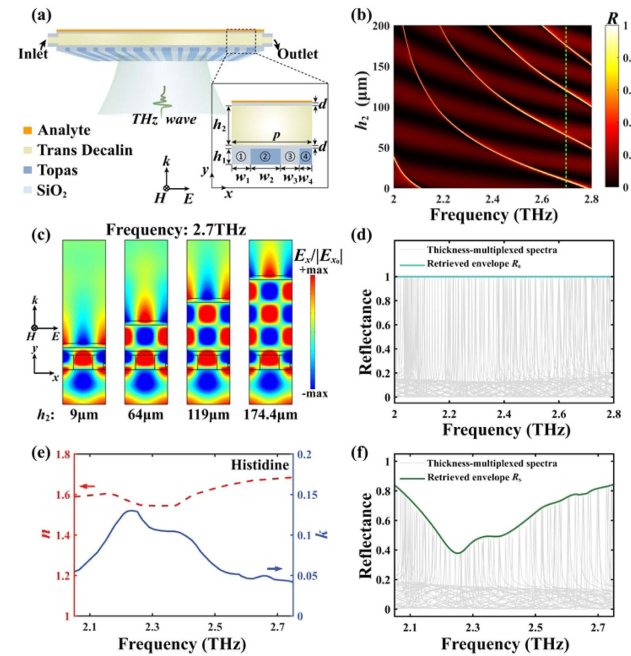 (a)
Inlet
Outlet
THz wave
Analyte
Trans Decalin
Topas
SiO₂
k
H
E
y
x
h₂
h₁
p
d
d
① ② ③ ④
w₁ w₂ w₃ w₄
(b)
R
h₂ (μm)
200
150
100
50
0
2 2.2 2.4 2.6 2.8
Frequency (THz)
1
0.8
0.6
0.4
0.2
0
(c)
Frequency: 2.7THz
Eₓ/|Eₓ₀|
+max
-max
k
H
E
y
x
h₂: 9μm 64μm 119μm 174.4μm
(d)
Thickness-multiplexed spectra
Retrieved envelope R₀
Reflectance
1
0.8
0.6
0.4
0.2
0
2 2.2 2.4 2.6 2.8
Frequency (THz)
(e)
Histidine
n
1.8
1.6
1.4
1.2
1
k
0.2
0.15
0.1
0.05
0
2.1 2.3 2.5 2.7
Frequency (THz)
(f)
Thickness-multiplexed spectra
Retrieved envelope Rₛ
Reflectance
1
0.8
0.6
0.4
0.2
0
2.1 2.3 2.5 2.7
Frequency (THz)